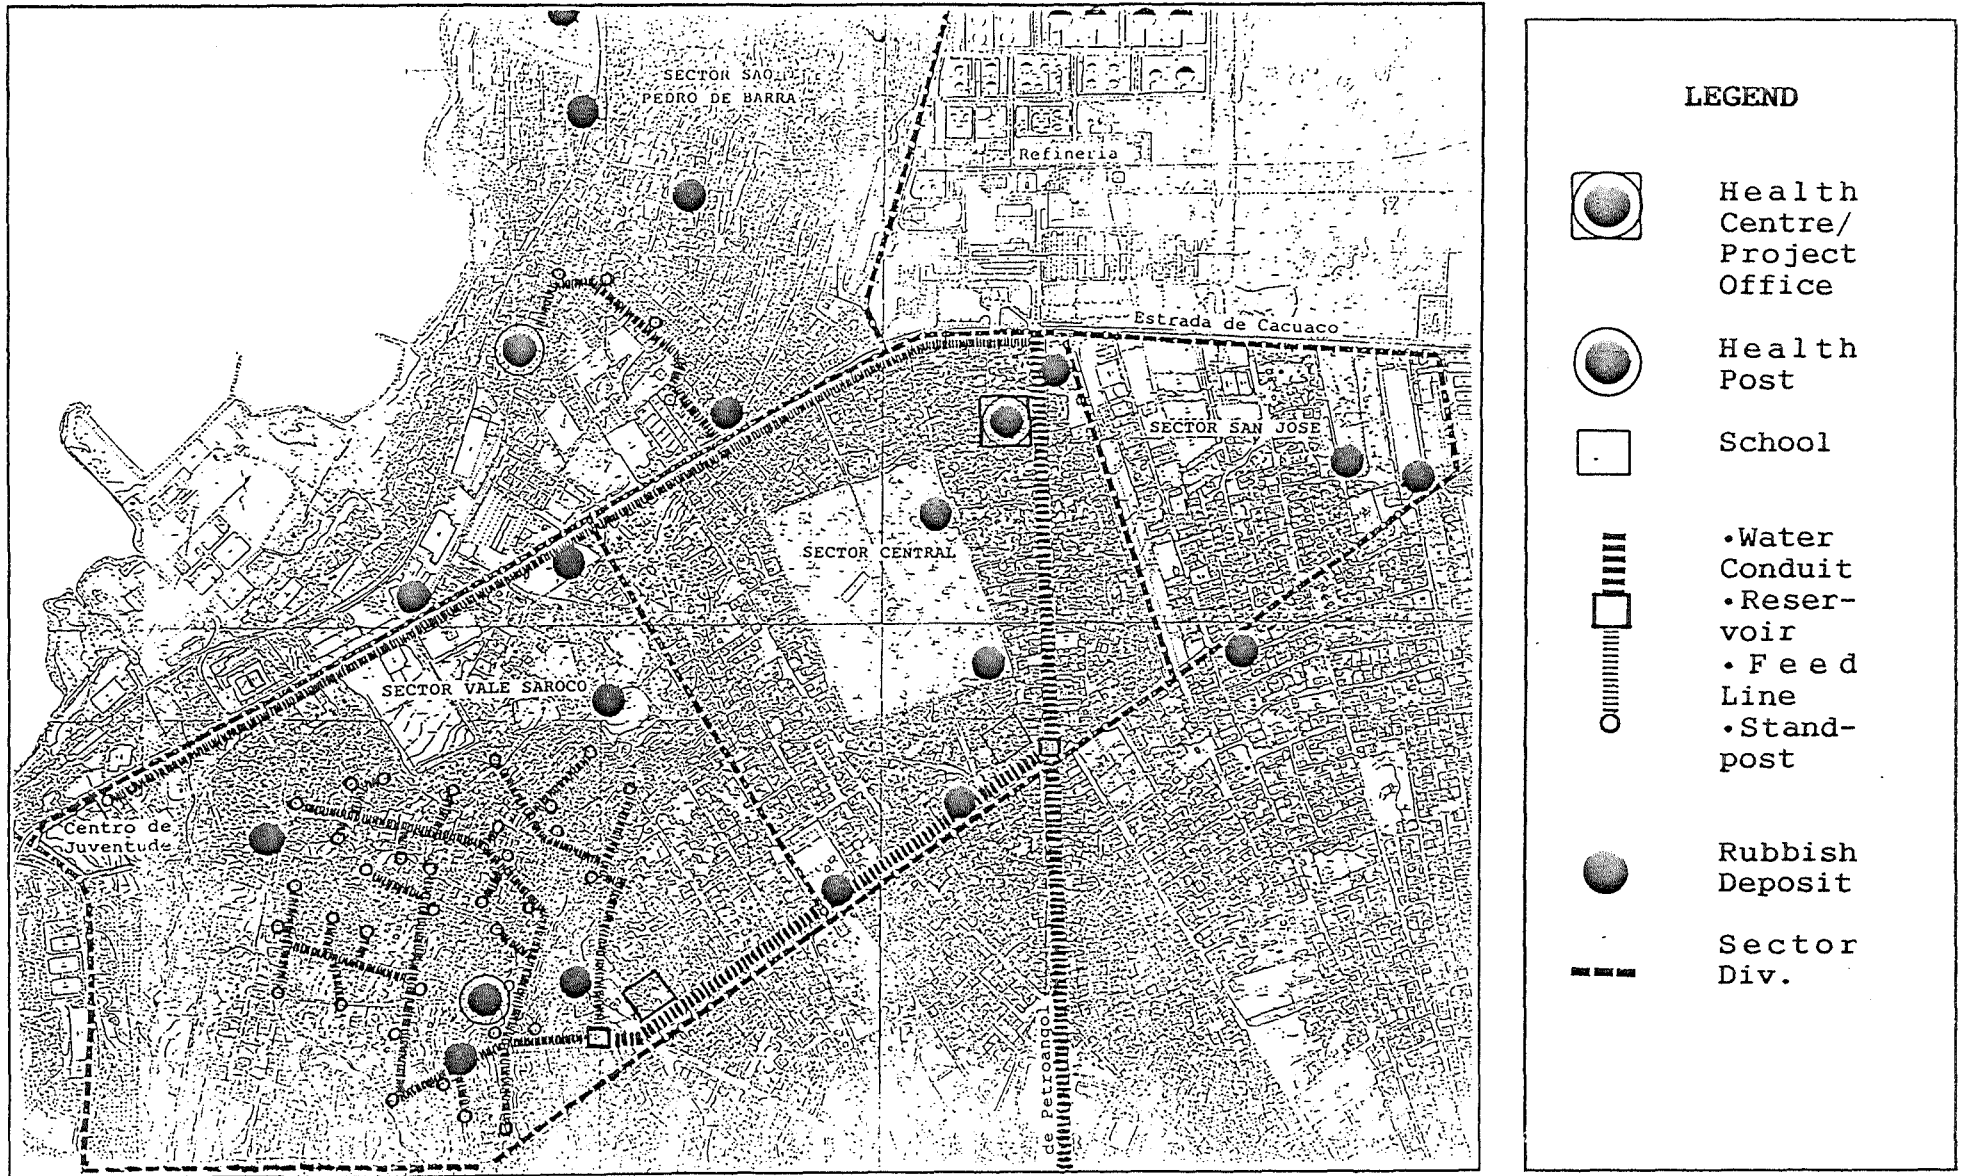 SECTOR SAO
PEDRO DE BARRA
Refineria
Estrada de Cacuaco
SECTOR SAN JOSE
SECTOR CENTRAL
SECTOR VALE SAROCO
Centro de
Juventude
de Petroangol
LEGEND
Health
Centre/
Project
Office
Health
Post
School
•Water
Conduit
•Reser-
voir
•Feed
Line
•Stand-
post
Rubbish
Deposit
Sector
Div.